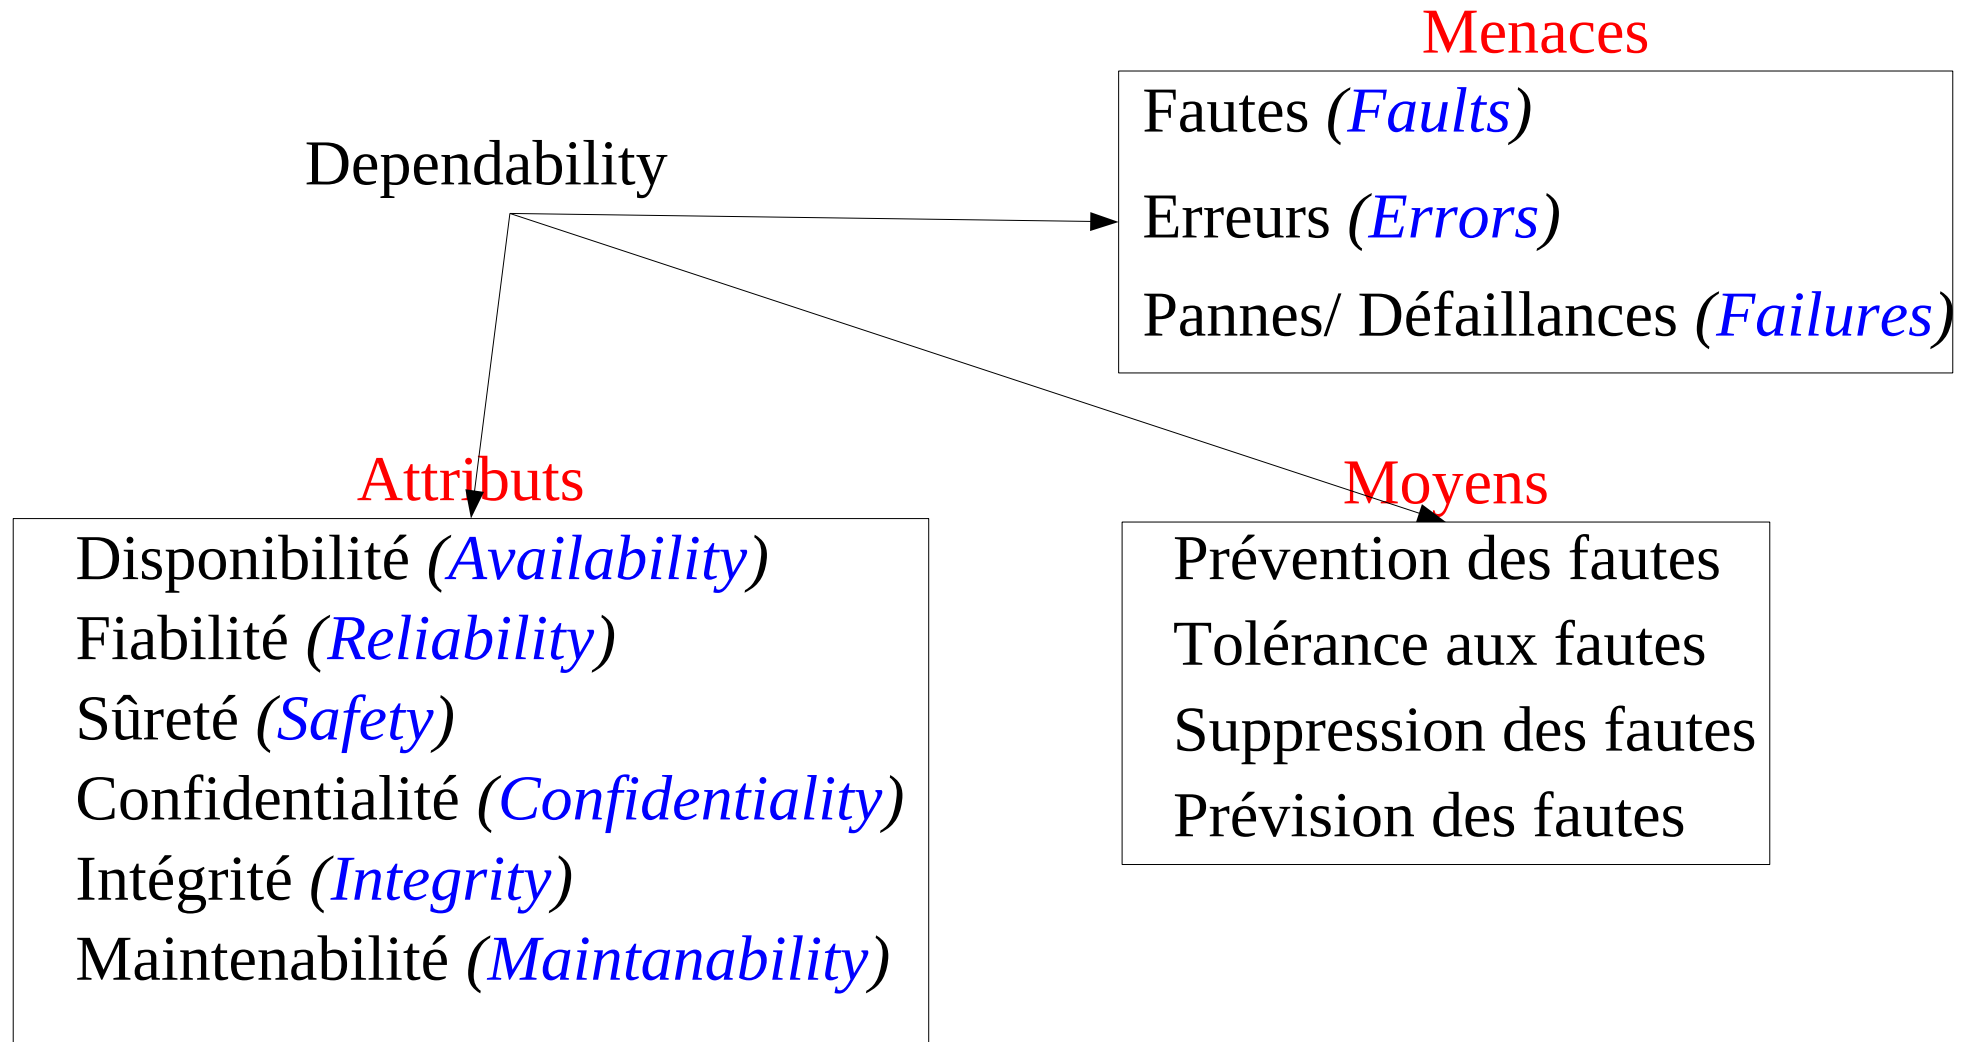 Menaces
Fautes (Faults)
Dependability
Erreurs (Errors)
Pannes/ Défaillances (Failures)
Attributs
Disponibilité (Availability)
Fiabilité (Reliability)
Sûreté (Safety)
Confidentialité (Confidentiality)
Intégrité (Integrity)
Maintenabilité (Maintanability)
Moyens
Prévention des fautes
Tolérance aux fautes
Suppression des fautes
Prévision des fautes